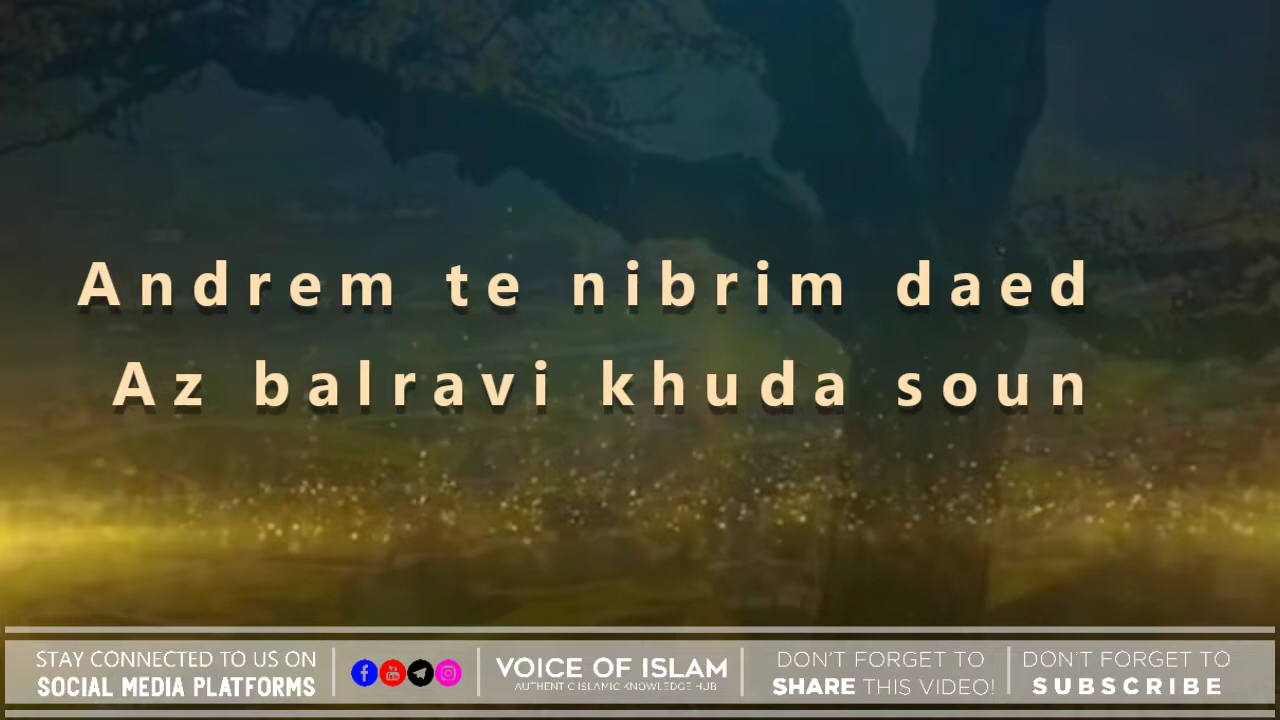 Andrem te nibrim daed
Az balravi khuda soun
STAY CONNECTED TO US ON
SOCIAL MEDIA PLATFORMS
VOICE OF ISLAM
AUTHENTIC ISLAMIC KNOWLEDGE HUB
DON'T FORGET TO
SHARE THIS VIDEO!
DON'T FORGET TO
SUBSCRIBE